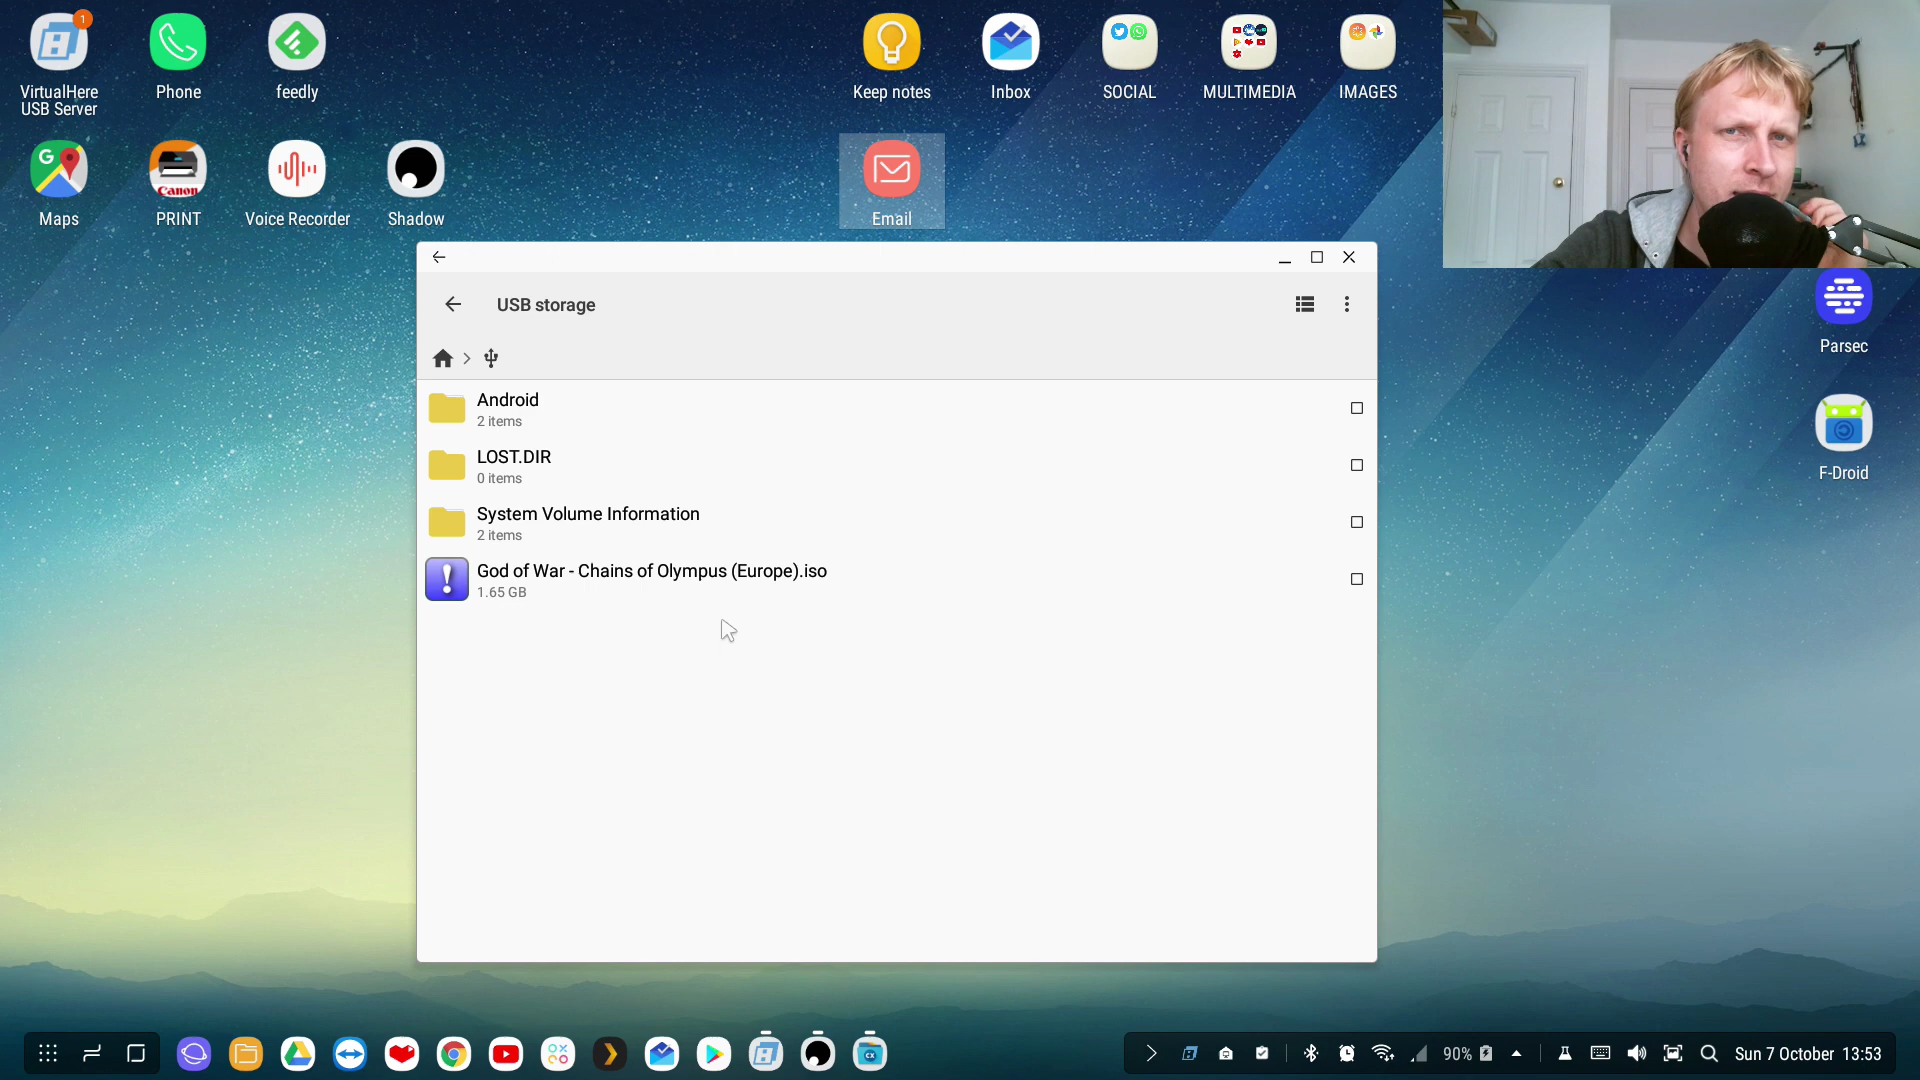 1
VirtualHere
USB Server
Phone
feedly
Keep notes
Inbox
SOCIAL
MULTIMEDIA
IMAGES
G
Canon
Maps
PRINT
Voice Recorder
Shadow
Email
USB storage
Android
2 items
LOST.DIR
0 items
System Volume Information
2 items
God of War - Chains of Olympus (Europe).iso
1.65 GB
Parsec
F-Droid
CX
90%
Sun 7 October 13:53